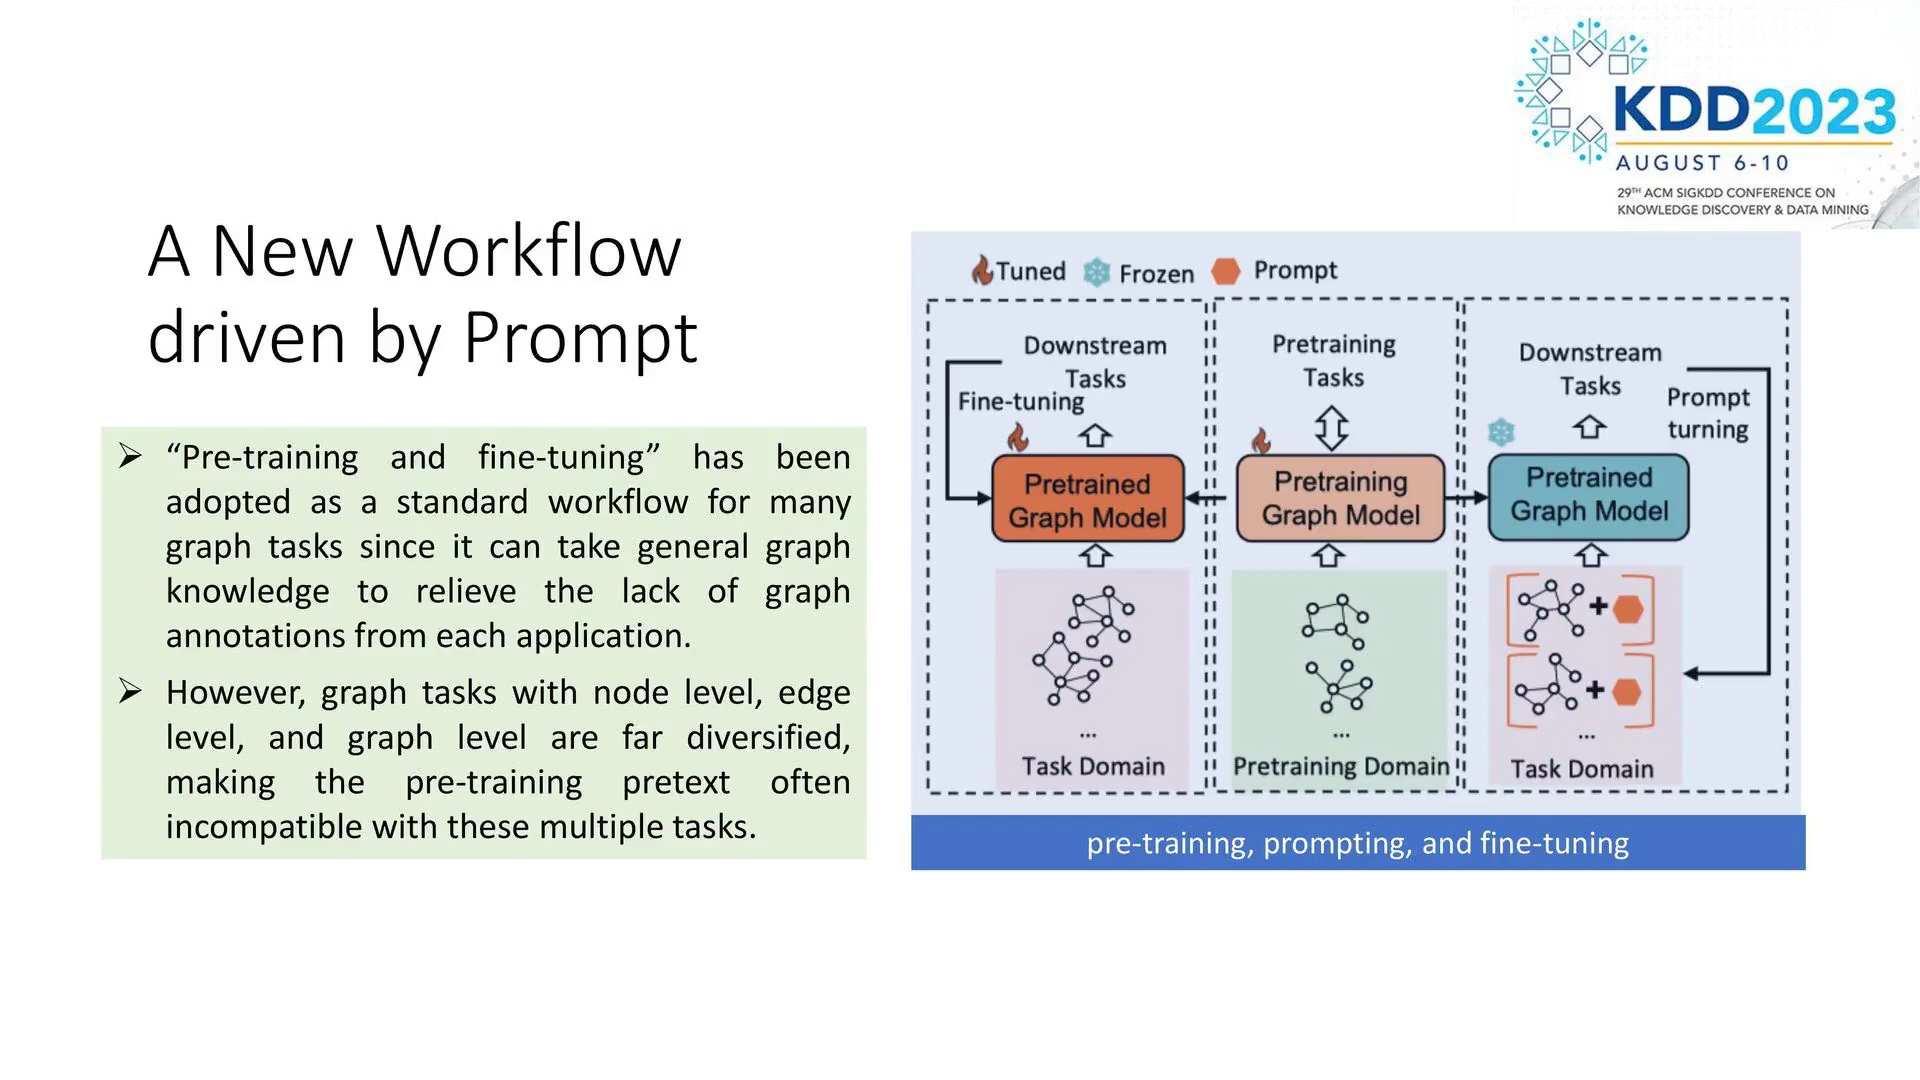 KDD2023
AUGUST 6-10
29TH ACM SIGKDD CONFERENCE ON
KNOWLEDGE DISCOVERY & DATA MINING
A New Workflow
driven by Prompt
➢ “Pre-training and fine-tuning” has been
adopted as a standard workflow for many
graph tasks since it can take general graph
knowledge to relieve the lack of graph
annotations from each application.
➢ However, graph tasks with node level, edge
level, and graph level are far diversified,
making the pre-training pretext often
incompatible with these multiple tasks.
Tuned Frozen Prompt
Downstream
Tasks
Fine-tuning
Pretrained
Graph Model
...
Task Domain
Pretraining
Tasks
Pretraining
Graph Model
...
Pretraining Domain
Downstream
Tasks
Prompt
turning
Pretrained
Graph Model
+
+
...
Task Domain
pre-training, prompting, and fine-tuning